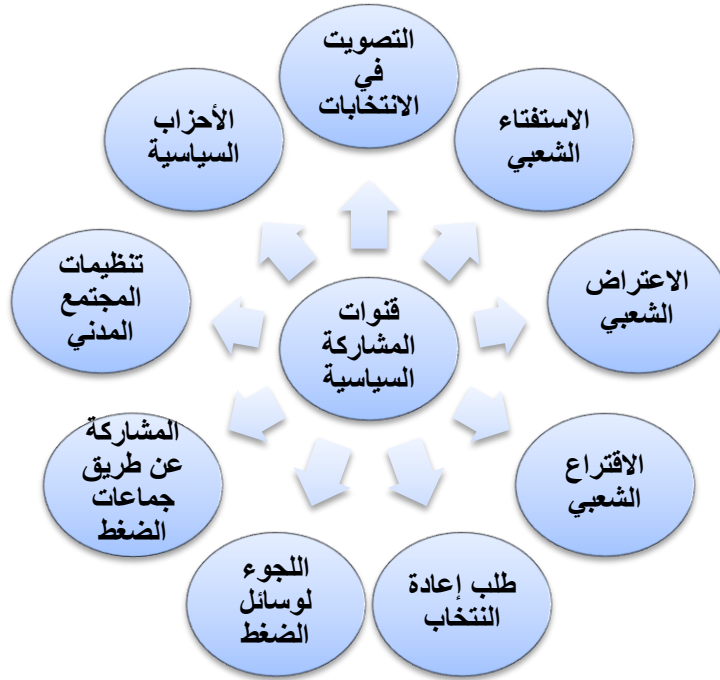 التصويت
في
الانتخابات
الاستفتاء
الشعبي
الاعتراض
الشعبي
الاقتراع
الشعبي
طلب إعادة
النتخاب
اللجوء
لوسائل
الضغط
المشاركة
عن طريق
جماعات
الضغط
تنظيمات
المجتمع
المدني
الأحزاب
السياسية
قنوات
المشاركة
السياسية